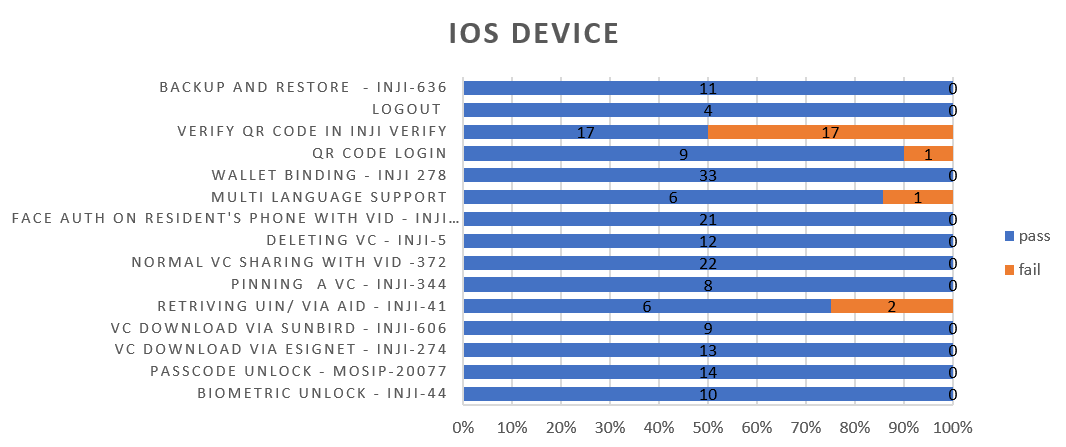 IOS DEVICE
BACKUP AND RESTORE - INJI-636 11 0
LOGOUT 4 0
VERIFY QR CODE IN INJI VERIFY 17 17
QR CODE LOGIN 9 1
WALLET BINDING - INJI 278 33 0
MULTI LANGUAGE SUPPORT 6 1
FACE AUTH ON RESIDENT'S PHONE WITH VID - INJI... 21 0
DELETING VC - INJI-5 12 0
NORMAL VC SHARING WITH VID -372 22 0
PINNING A VC - INJI-344 8 0
RETRIVING UIN/ VIA AID - INJI-41 6 2
VC DOWNLOAD VIA SUNBIRD - INJI-606 9 0
VC DOWNLOAD VIA ESIGNET - INJI-274 13 0
PASSCODE UNLOCK - MOSIP-20077 14 0
BIOMETRIC UNLOCK - INJI-44 10 0
0% 10% 20% 30% 40% 50% 60% 70% 80% 90% 100%
pass
fail